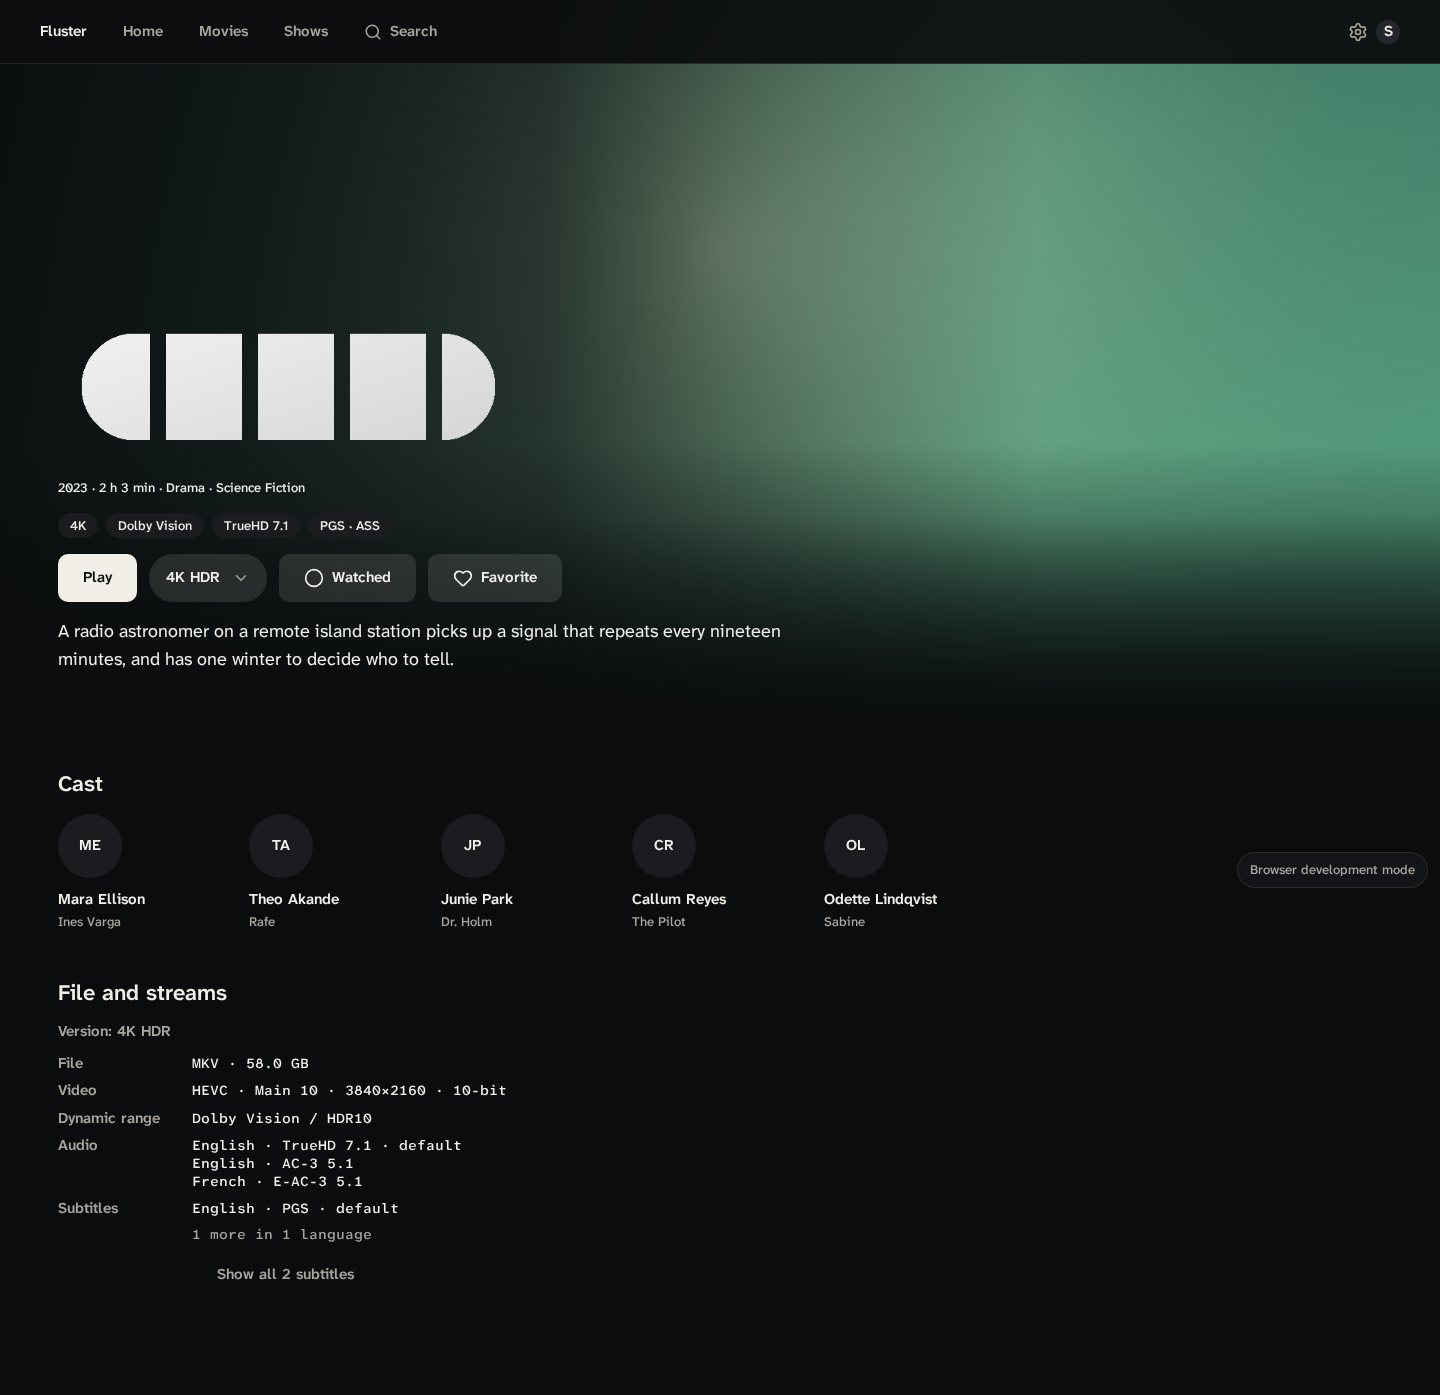 Fluster Home Movies Shows Search S
2023 · 2 h 3 min · Drama · Science Fiction
4K Dolby Vision TrueHD 7.1 PGS · ASS
Play 4K HDR Watched Favorite
A radio astronomer on a remote island station picks up a signal that repeats every nineteen
minutes, and has one winter to decide who to tell.
Cast
ME TA JP CR OL
Browser development mode
Mara Ellison Theo Akande Junie Park Callum Reyes Odette Lindqvist
Ines Varga Rafe Dr. Holm The Pilot Sabine
File and streams
Version: 4K HDR
File MKV · 58.0 GB
Video HEVC · Main 10 · 3840×2160 · 10-bit
Dynamic range Dolby Vision / HDR10
Audio English · TrueHD 7.1 · default
English · AC-3 5.1
French · E-AC-3 5.1
Subtitles English · PGS · default
1 more in 1 language
Show all 2 subtitles